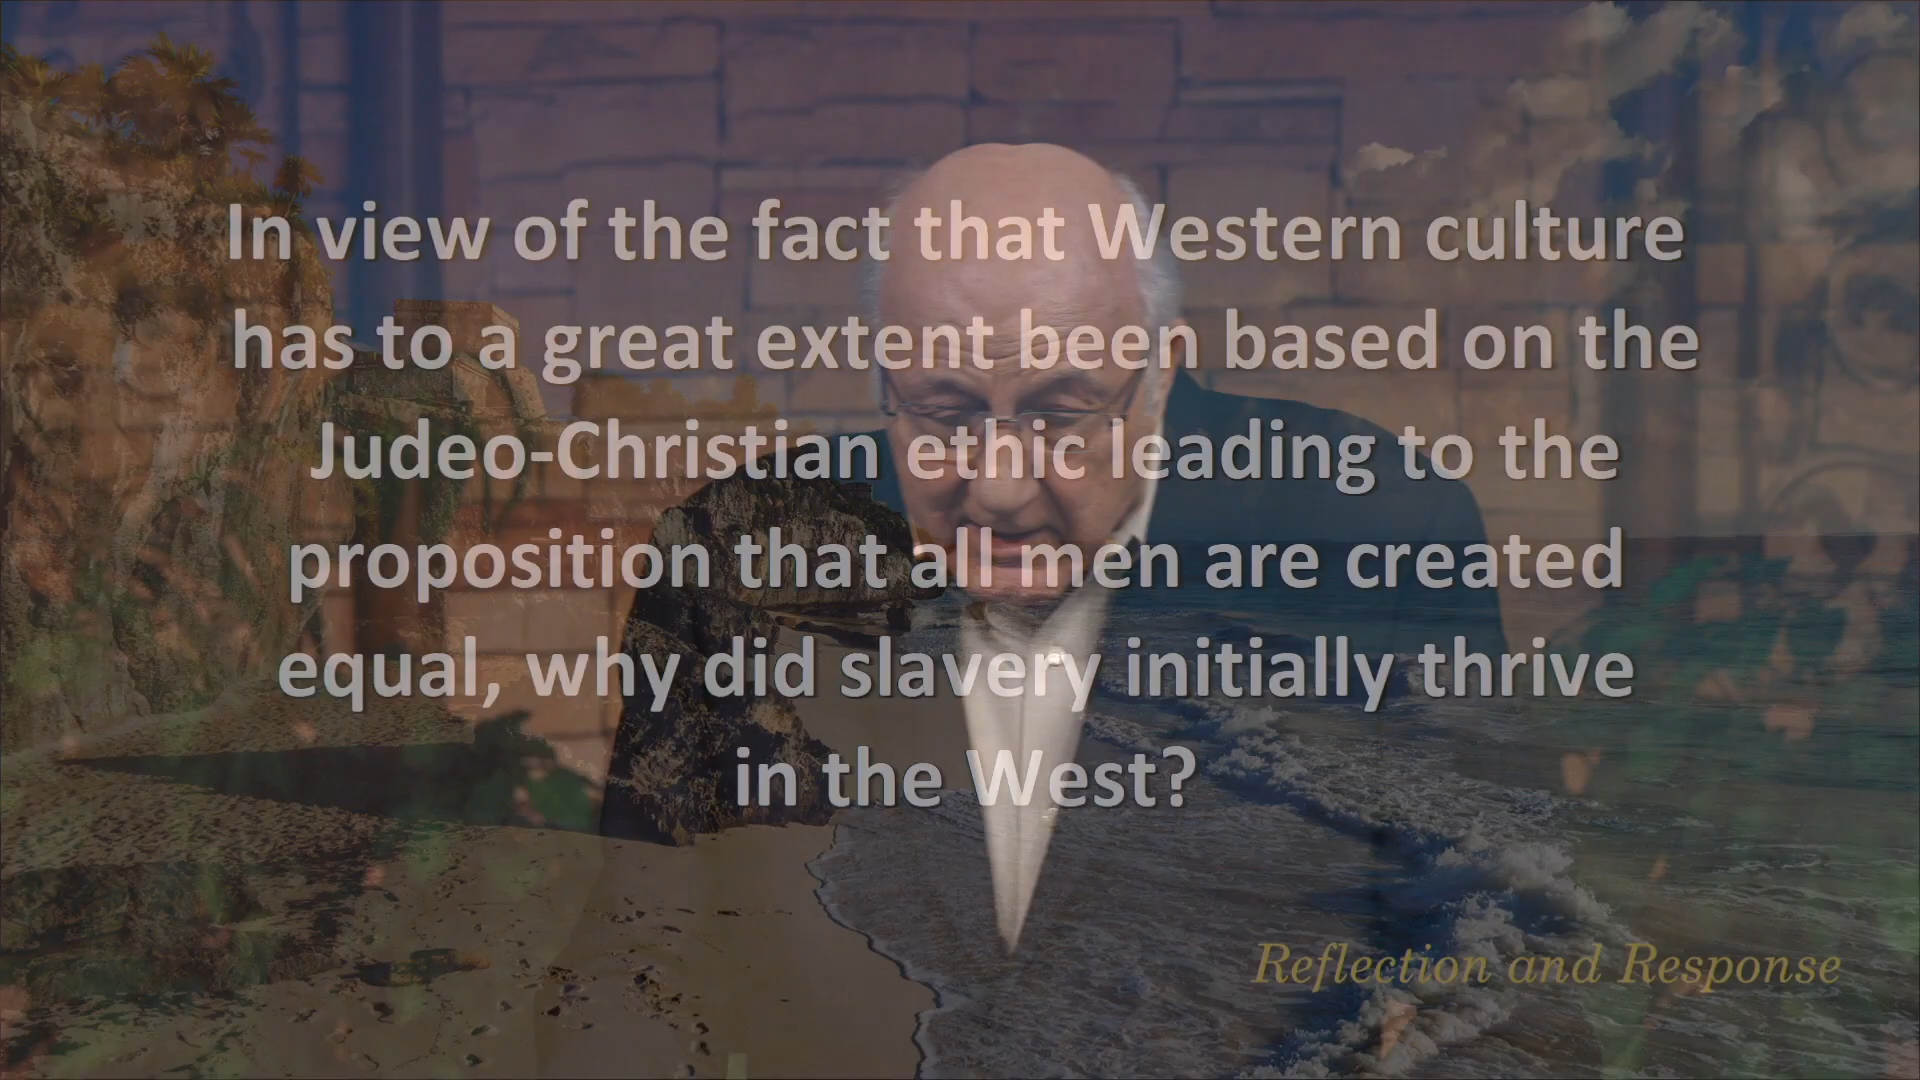 In view of the fact that Western culture
has to a great extent been based on the
Judeo-Christian ethic leading to the
proposition that all men are created
equal, why did slavery initially thrive
in the West?
Reflection and Response